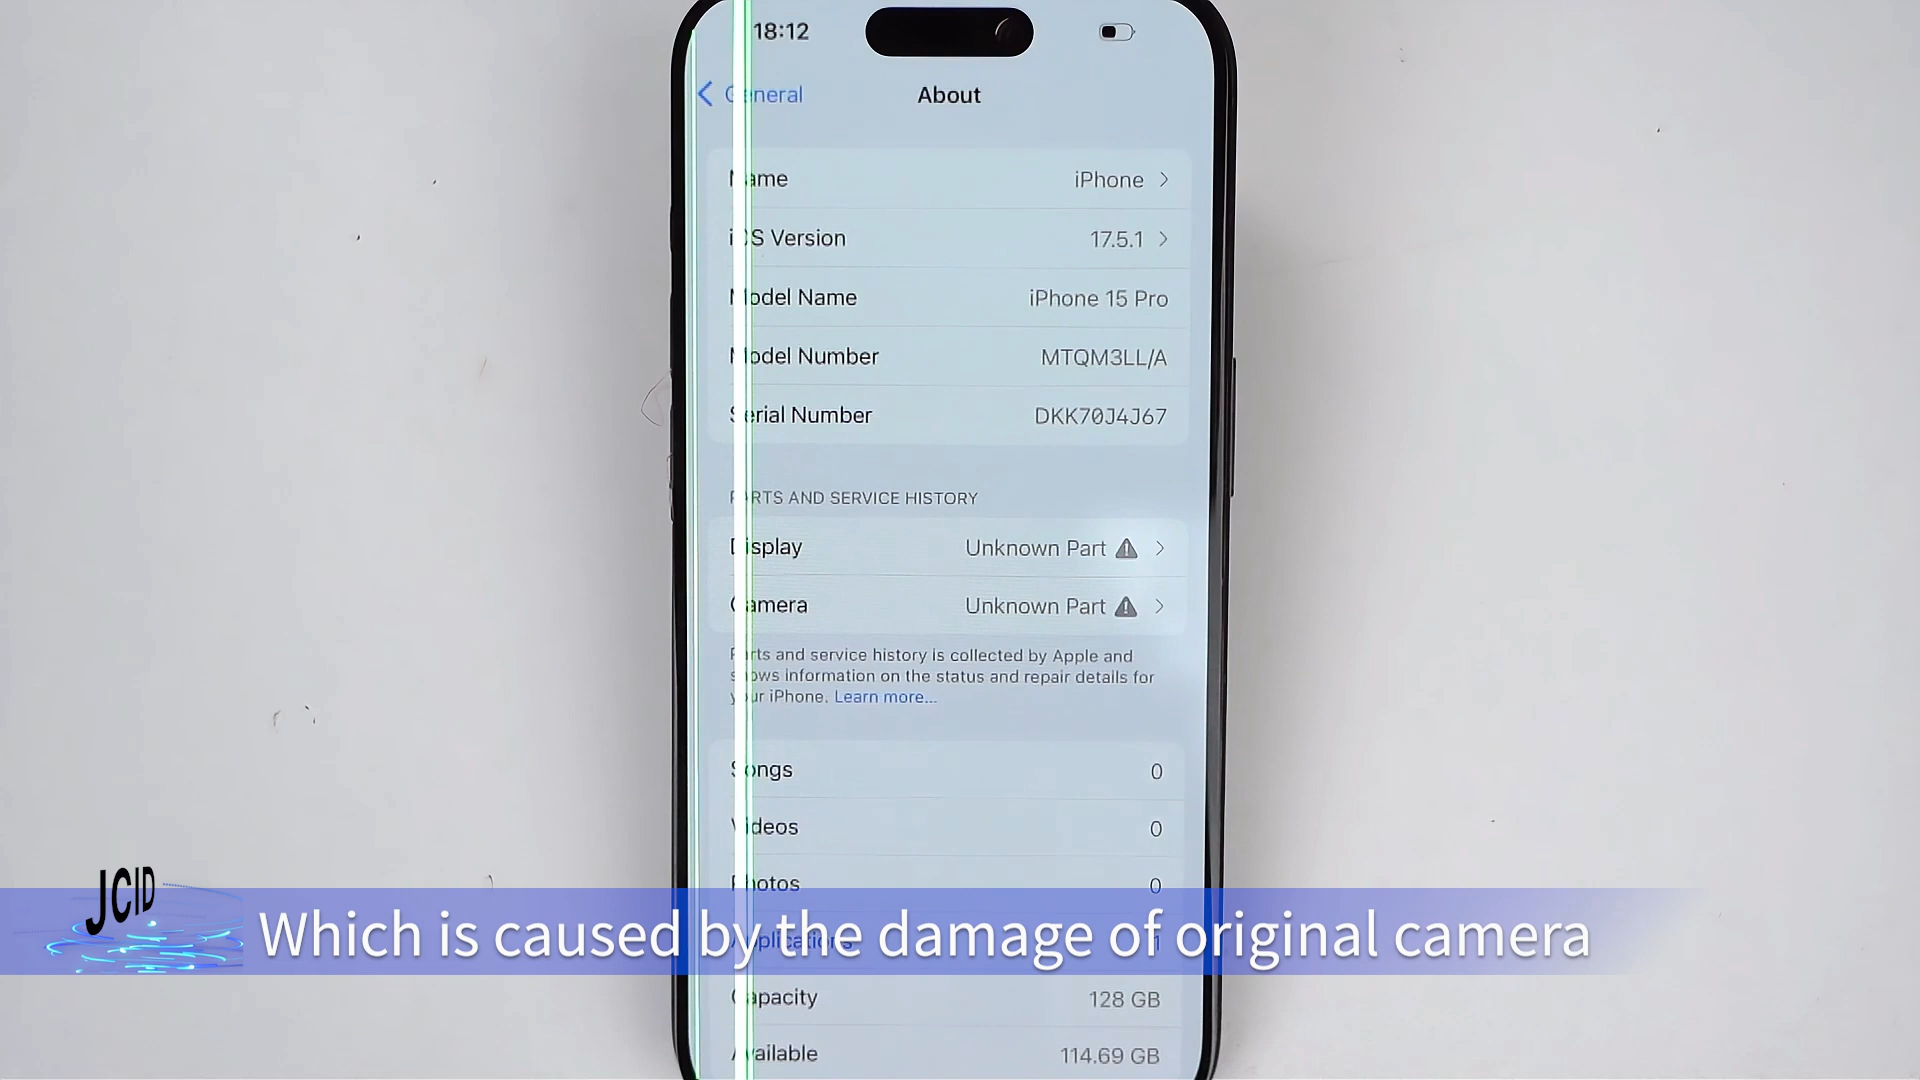 18:12
General
About
Name iPhone
iOS Version 17.5.1
Model Name iPhone 15 Pro
Model Number MTQM3LL/A
Serial Number DKK70J4J67
PARTS AND SERVICE HISTORY
Display Unknown Part
Camera Unknown Part
Parts and service history is collected by Apple and
shows information on the status and repair details for
your iPhone. Learn more...
Songs 0
Videos 0
Photos 0
JCID
Which is caused by the damage of original camera
Applications 1
Capacity 128 GB
Available 114.69 GB